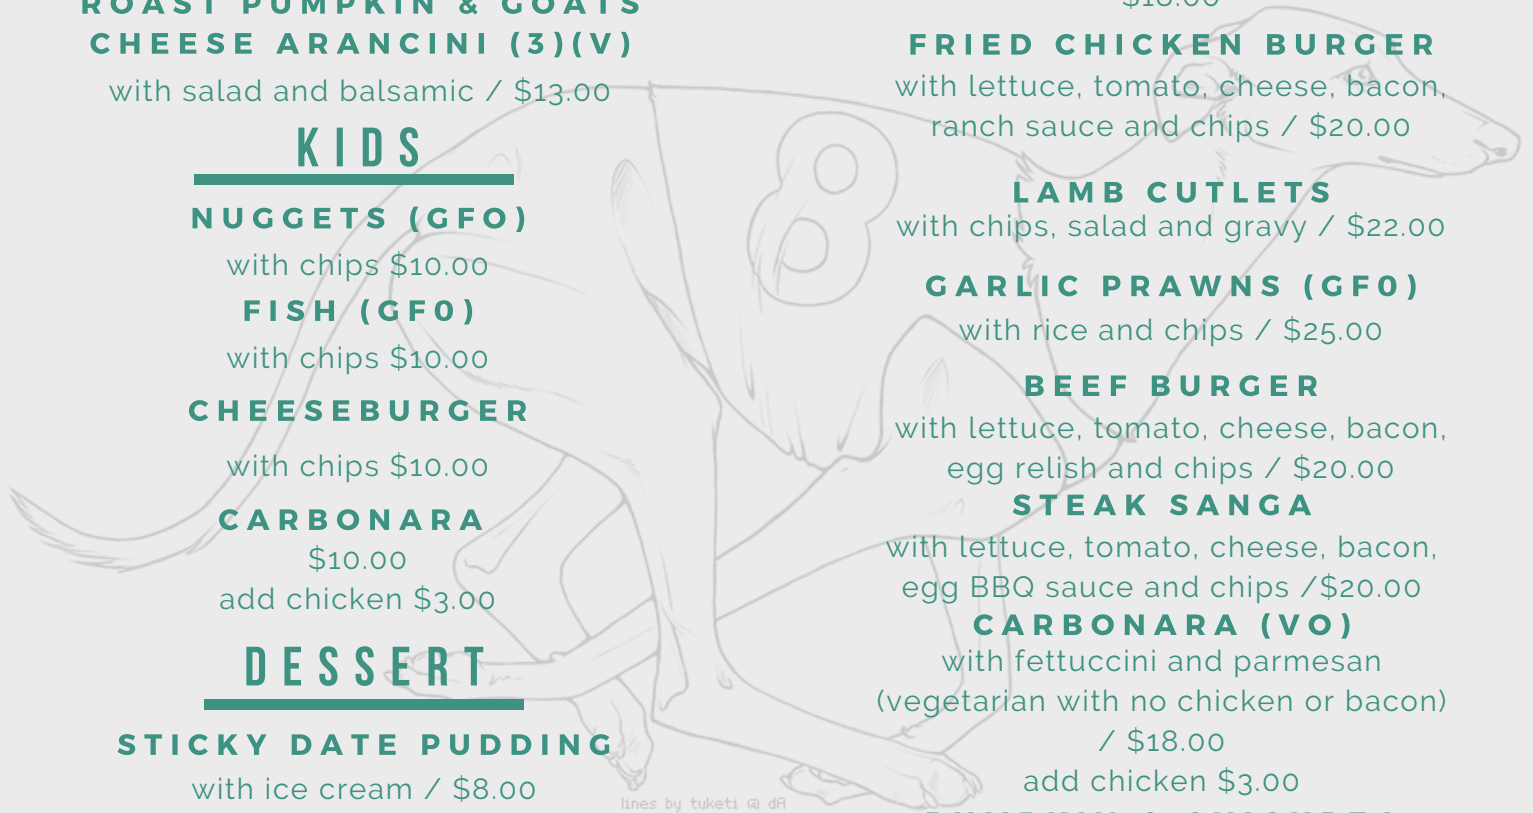 ROAST PUMPKIN & GOATS
CHEESE ARANCINI (3)(V)
with salad and balsamic / $13.00
KIDS
NUGGETS (GFO)
with chips $10.00
FISH (GF0)
with chips $10.00
CHEESEBURGER
with chips $10.00
CARBONARA
$10.00
add chicken $3.00
DESSERT
STICKY DATE PUDDING
with ice cream / $8.00
$18.00
FRIED CHICKEN BURGER
with lettuce, tomato, cheese, bacon,
ranch sauce and chips / $20.00
LAMB CUTLETS
with chips, salad and gravy / $22.00
GARLIC PRAWNS (GF0)
with rice and chips / $25.00
BEEF BURGER
with lettuce, tomato, cheese, bacon,
egg relish and chips / $20.00
STEAK SANGA
with lettuce, tomato, cheese, bacon,
egg BBQ sauce and chips /$20.00
CARBONARA (VO)
with fettuccini and parmesan
(vegetarian with no chicken or bacon)
/ $18.00
add chicken $3.00
8
lines by tuketi @ dA